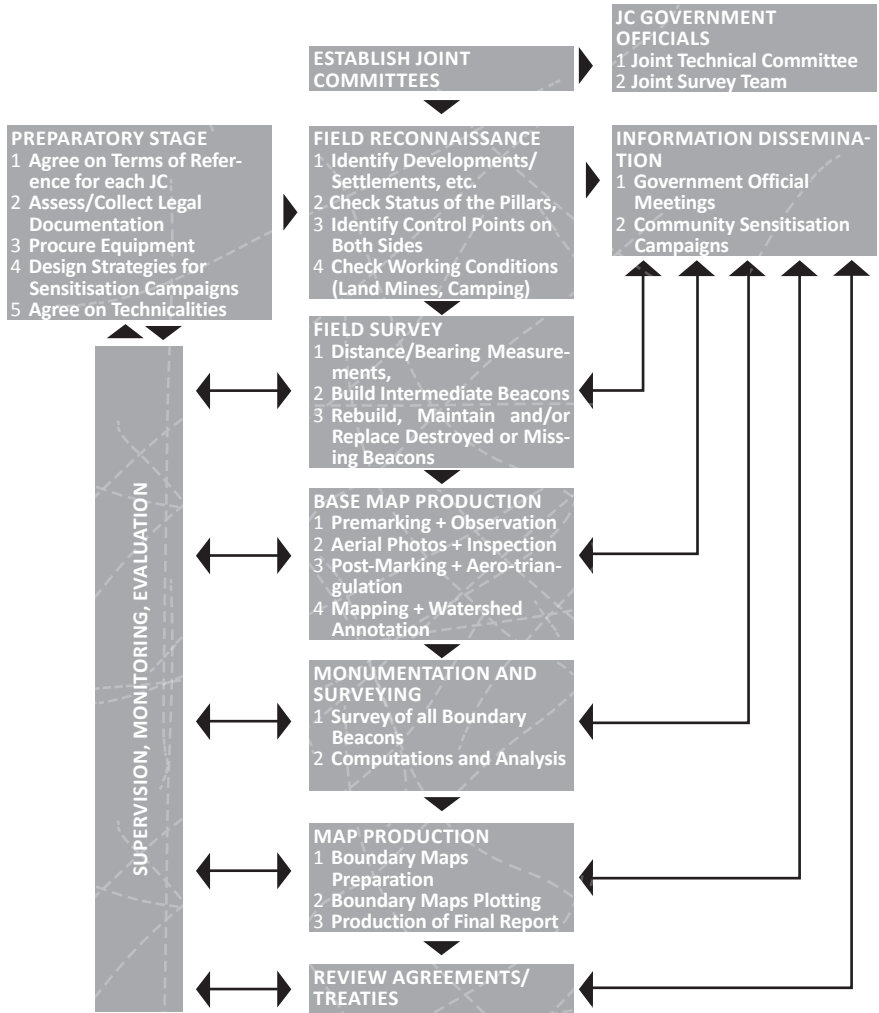 JC GOVERNMENT
OFFICIALS
1 Joint Technical Committee
2 Joint Survey Team
ESTABLISH JOINT
COMMITTEES
PREPARATORY STAGE
1 Agree on Terms of Refer-
ence for each JC
2 Assess/Collect Legal
Documentation
3 Procure Equipment
4 Design Strategies for
Sensitisation Campaigns
5 Agree on Technicalities
FIELD RECONNAISSANCE
1 Identify Developments/
Settlements, etc.
2 Check Status of the Pillars,
3 Identify Control Points on
Both Sides
4 Check Working Conditions
(Land Mines, Camping)
INFORMATION DISSEMINA-
TION
1 Government Official
Meetings
2 Community Sensitisation
Campaigns
FIELD SURVEY
1 Distance/Bearing Measure-
ments,
2 Build Intermediate Beacons
3 Rebuild, Maintain and/or
Replace Destroyed or Miss-
ing Beacons
SUPERVISION, MONITORING, EVALUATION
BASE MAP PRODUCTION
1 Premarking + Observation
2 Aerial Photos + Inspection
3 Post-Marking + Aero-trian-
gulation
4 Mapping + Watershed
Annotation
MONUMENTATION AND
SURVEYING
1 Survey of all Boundary
Beacons
2 Computations and Analysis
MAP PRODUCTION
1 Boundary Maps
Preparation
2 Boundary Maps Plotting
3 Production of Final Report
REVIEW AGREEMENTS/
TREATIES